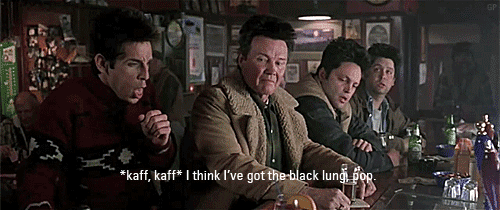 *kaff, kaff* I think I've got the black lung, pop.